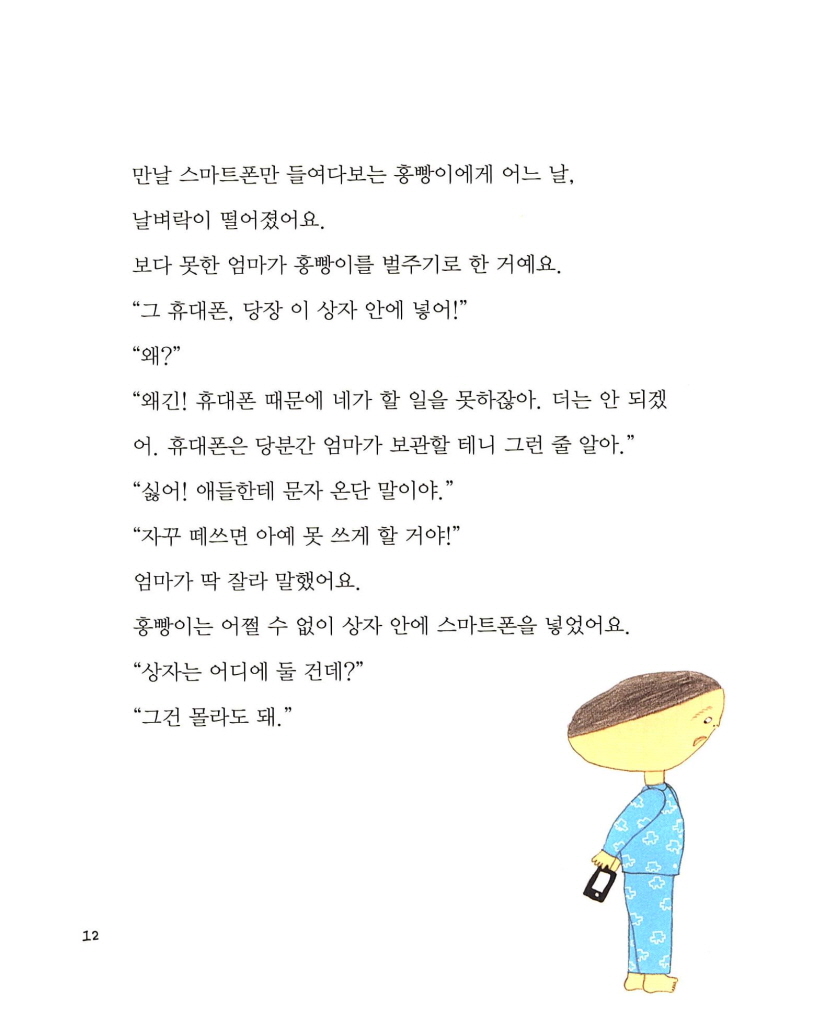 만날 스마트폰만 들여다보는 홍빵이에게 어느 날,
날벼락이 떨어졌어요.
보다 못한 엄마가 홍빵이를 벌주기로 한 거예요.
“그 휴대폰, 당장 이 상자 안에 넣어!”
“왜?”
“왜긴! 휴대폰 때문에 네가 할 일을 못하잖아. 더는 안 되겠
어. 휴대폰은 당분간 엄마가 보관할 테니 그런 줄 알아.”
“싫어! 애들한테 문자 온단 말이야.”
“자꾸 떼쓰면 아예 못 쓰게 할 거야!”
엄마가 딱 잘라 말했어요.
홍빵이는 어쩔 수 없이 상자 안에 스마트폰을 넣었어요.
“상자는 어디에 둘 건데?”
“그건 몰라도 돼.”
12